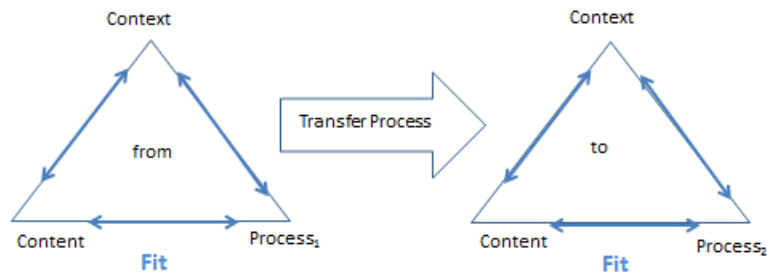 Context
from
Content
Process₁
Fit
Transfer Process
Context
to
Content
Process₂
Fit